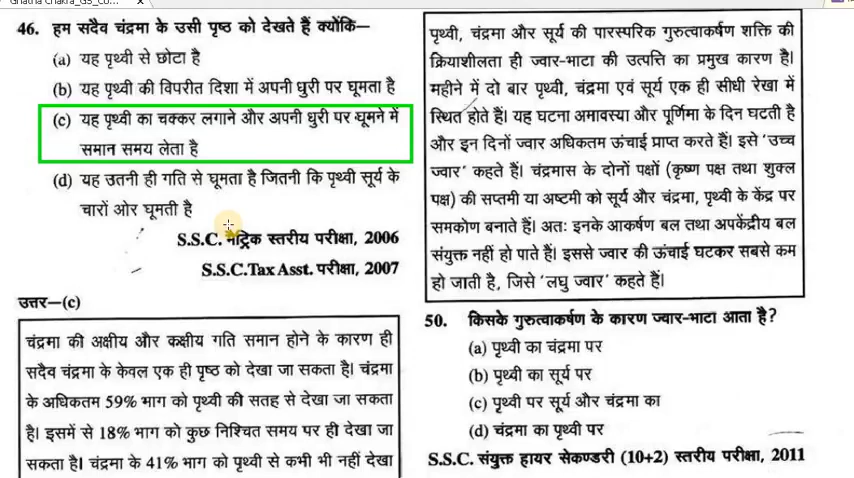 Ghatna Chakra_GS_Co...
46. हम सदैव चंद्रमा के उसी पृष्ठ को देखते हैं क्योंकि–
(a) यह पृथ्वी से छोटा है
(b) यह पृथ्वी की विपरीत दिशा में अपनी धुरी पर घूमता है
(c) यह पृथ्वी का चक्कर लगाने और अपनी धुरी पर घूमने में
समान समय लेता है
(d) यह उतनी ही गति से घूमता है जितनी कि पृथ्वी सूर्य के
चारों ओर घूमती है
S.S.C. मैट्रिक स्तरीय परीक्षा, 2006
S.S.C.Tax Asst. परीक्षा, 2007
उत्तर–(c)
चंद्रमा की अक्षीय और कक्षीय गति समान होने के कारण ही
सदैव चंद्रमा के केवल एक ही पृष्ठ को देखा जा सकता है। चंद्रमा
के अधिकतम 59% भाग को पृथ्वी की सतह से देखा जा सकता
है। इसमें से 18% भाग को कुछ निश्चित समय पर ही देखा जा
सकता है। चंद्रमा के 41% भाग को पृथ्वी से कभी भी नहीं देखा
पृथ्वी, चंद्रमा और सूर्य की पारस्परिक गुरुत्वाकर्षण शक्ति की
क्रियाशीलता ही ज्वार-भाटा की उत्पत्ति का प्रमुख कारण है।
महीने में दो बार पृथ्वी, चंद्रमा एवं सूर्य एक ही सीधी रेखा में
स्थित होते हैं। यह घटना अमावस्या और पूर्णिमा के दिन घटती है
और इन दिनों ज्वार अधिकतम ऊंचाई प्राप्त करते हैं। इसे 'उच्च
ज्वार' कहते हैं। चंद्रमास के दोनों पक्षों (कृष्ण पक्ष तथा शुक्ल
पक्ष) की सप्तमी या अष्टमी को सूर्य और चंद्रमा, पृथ्वी के केंद्र पर
समकोण बनाते हैं। अतः इनके आकर्षण बल तथा अपकेंद्रीय बल
संयुक्त नहीं हो पाते हैं। इससे ज्वार की ऊंचाई घटकर सबसे कम
हो जाती है, जिसे 'लघु ज्वार' कहते हैं।
50. किसके गुरुत्वाकर्षण के कारण ज्वार-भाटा आता है?
(a) पृथ्वी का चंद्रमा पर
(b) पृथ्वी का सूर्य पर
(c) पृथ्वी पर सूर्य और चंद्रमा का
(d) चंद्रमा का पृथ्वी पर
S.S.C. संयुक्त हायर सेकण्डरी (10+2) स्तरीय परीक्षा, 2011